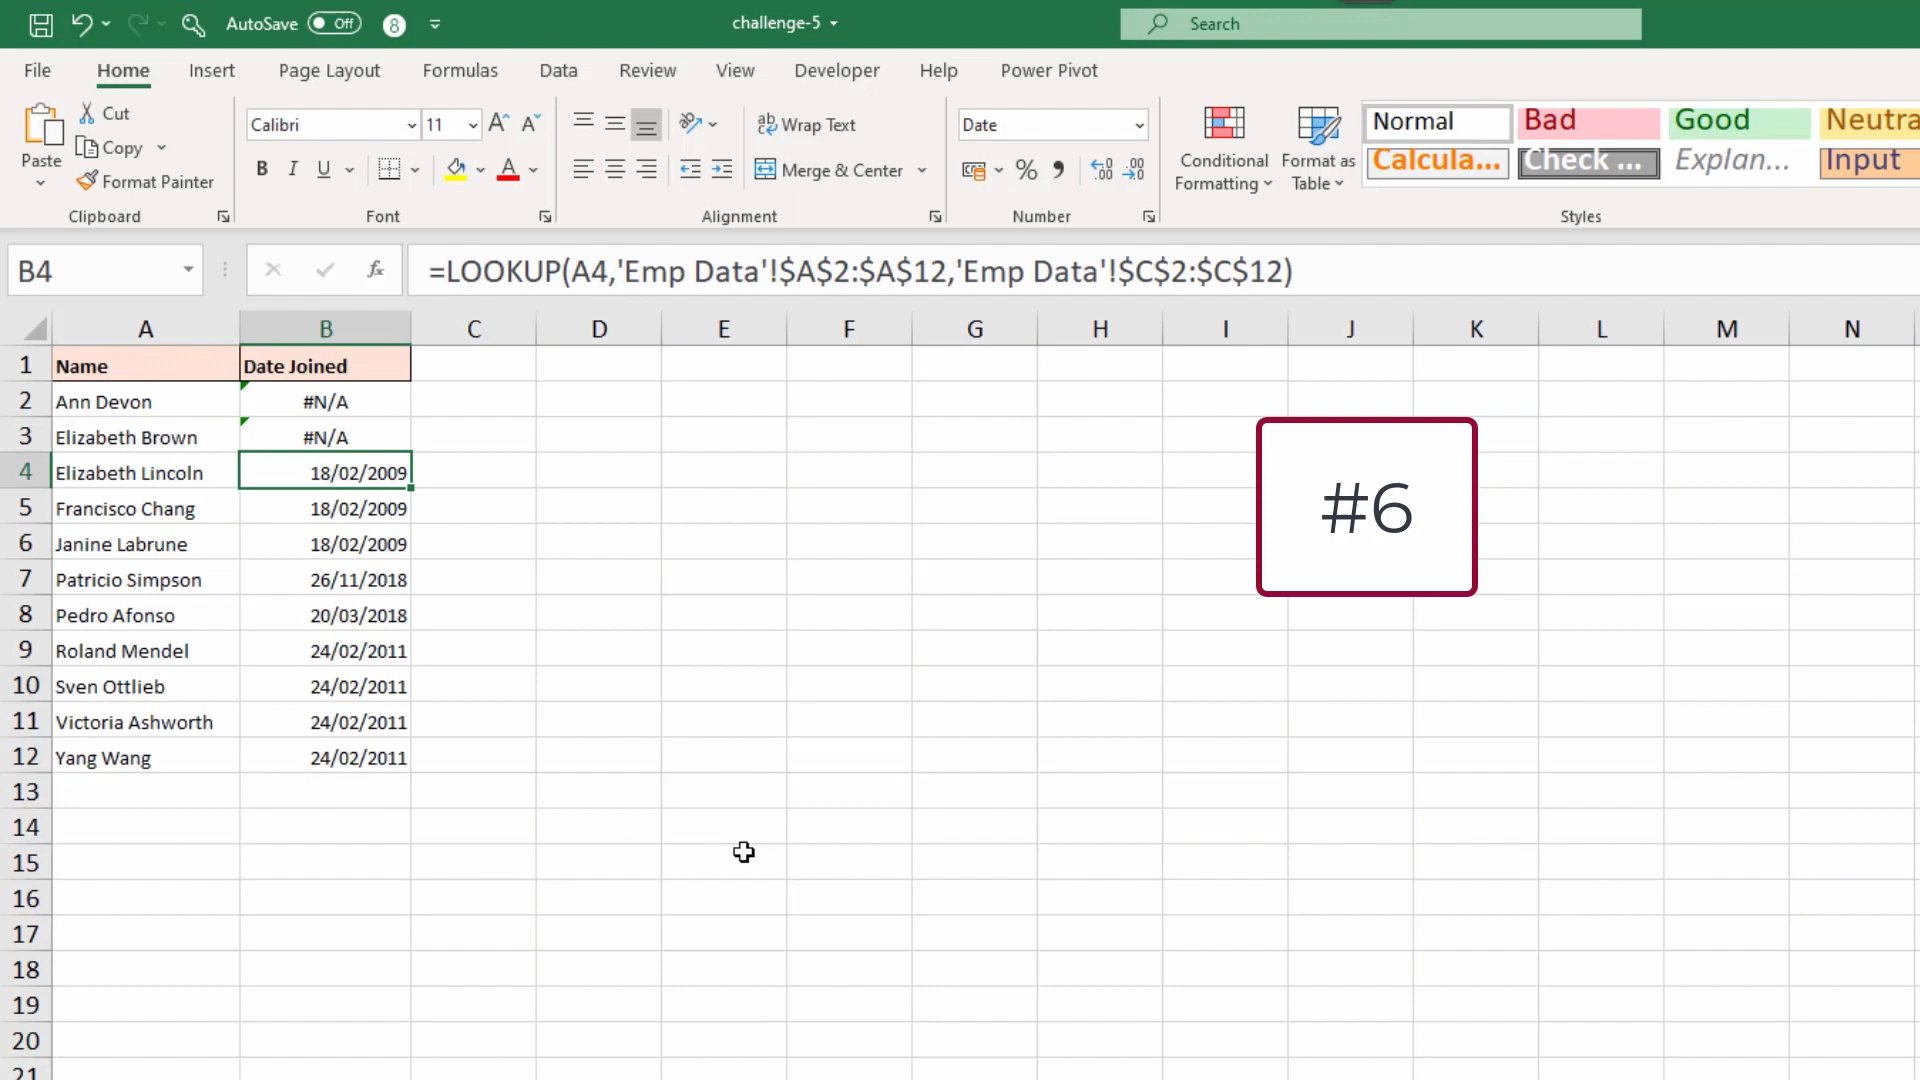 AutoSave Off 8 challenge-5 Search
File Home Insert Page Layout Formulas Data Review View Developer Help Power Pivot
Paste
Cut
Copy
Format Painter
Clipboard
Calibri 11
B I U
Font
Wrap Text
Merge & Center
Alignment
Date
% 9
Number
Conditional Formatting
Format as Table
Normal Bad Good Neutra
Calcula... Check ... Explan... Input
Styles
B4 fx =LOOKUP(A4,'Emp Data'!$A$2:$A$12,'Emp Data'!$C$2:$C$12)
A B C D E F G H I J K L M N
1 Name Date Joined
2 Ann Devon #N/A
3 Elizabeth Brown #N/A
4 Elizabeth Lincoln 18/02/2009
5 Francisco Chang 18/02/2009
6 Janine Labrune 18/02/2009
7 Patricio Simpson 26/11/2018
8 Pedro Afonso 20/03/2018
9 Roland Mendel 24/02/2011
10 Sven Ottlieb 24/02/2011
11 Victoria Ashworth 24/02/2011
12 Yang Wang 24/02/2011
13
14
15
16
17
18
19
20
21
#6